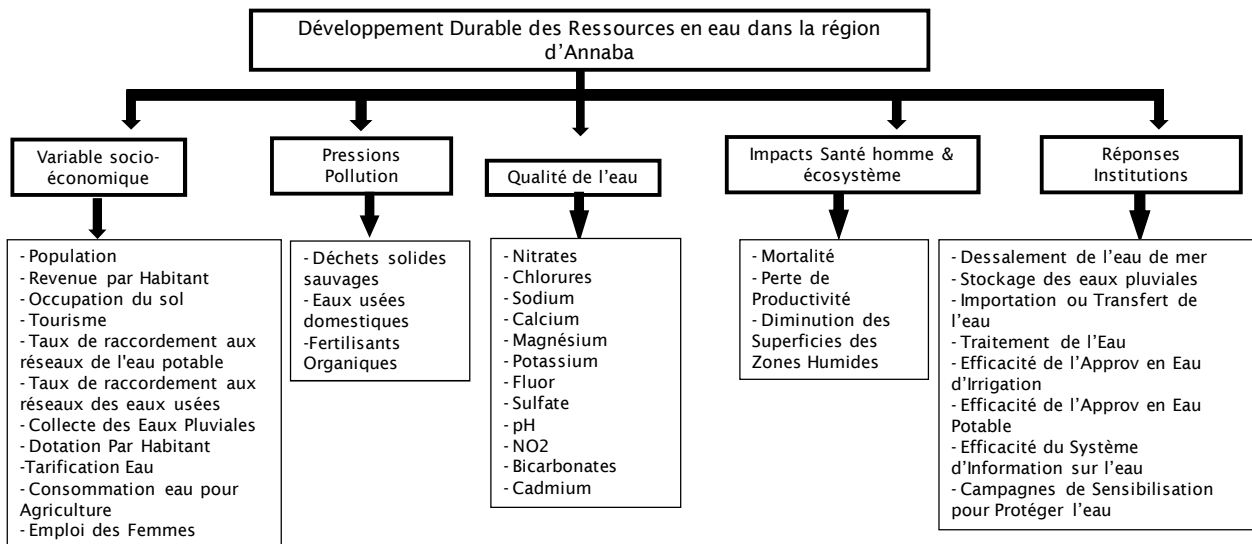 Développement Durable des Ressources en eau dans la région
d'Annaba
Variable socio-
économique
Pressions
Pollution
Qualité de l'eau
Impacts Santé homme &
écosystème
Réponses
Institutions
- Population
- Revenue par Habitant
- Occupation du sol
- Tourisme
- Taux de raccordement aux
réseaux de l'eau potable
- Taux de raccordement aux
réseaux des eaux usées
- Collecte des Eaux Pluviales
- Dotation Par Habitant
-Tarification Eau
- Consommation eau pour
Agriculture
- Emploi des Femmes
- Déchets solides
sauvages
- Eaux usées
domestiques
-Fertilisants
Organiques
- Nitrates
- Chlorures
- Sodium
- Calcium
- Magnésium
- Potassium
- Fluor
- Sulfate
- pH
- NO2
- Bicarbonates
- Cadmium
- Mortalité
- Perte de
Productivité
- Diminution des
Superficies des
Zones Humides
- Dessalement de l'eau de mer
- Stockage des eaux pluviales
- Importation ou Transfert de
l'eau
- Traitement de l'Eau
- Efficacité de l'Approv en Eau
d'Irrigation
- Efficacité de l'Approv en Eau
Potable
- Efficacité du Système
d'Information sur l'eau
- Campagnes de Sensibilisation
pour Protéger l'eau